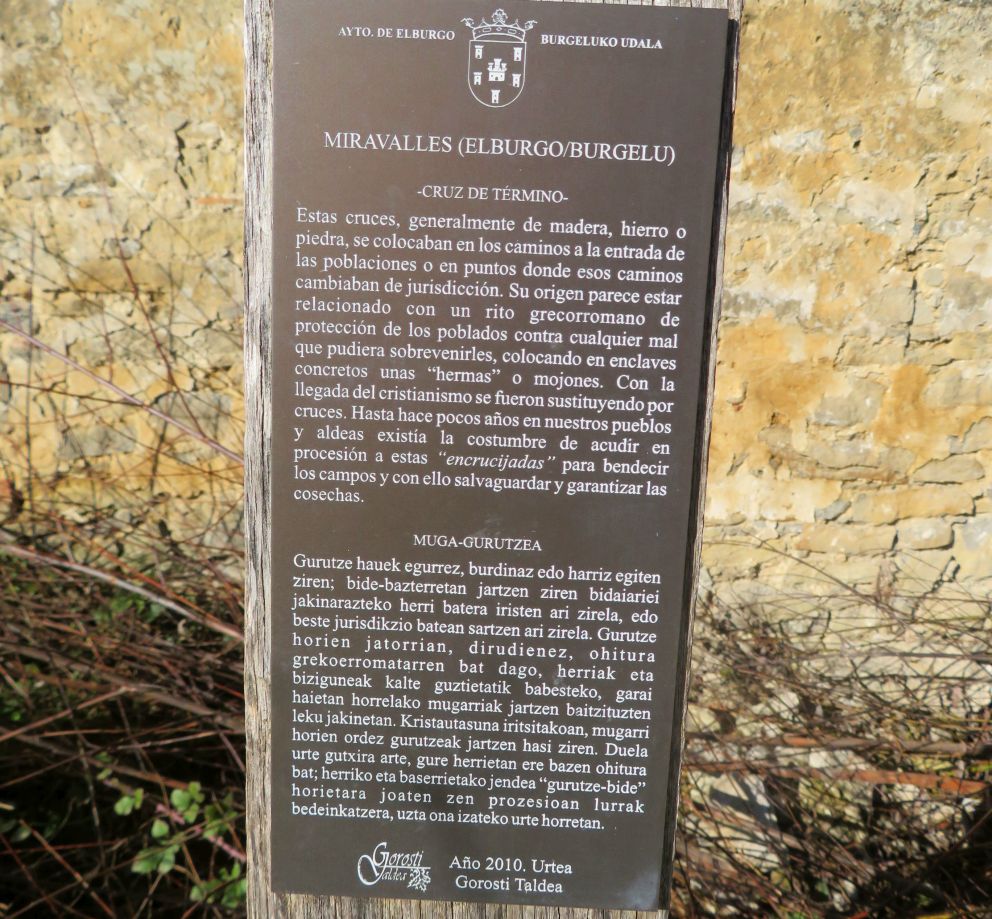 AYTO. DE ELBURGO BURGELUKO UDALA
MIRAVALLES (ELBURGO/BURGELU)
-CRUZ DE TÉRMINO-
Estas cruces, generalmente de madera, hierro o
piedra, se colocaban en los caminos a la entrada de
las poblaciones o en puntos donde esos caminos
cambiaban de jurisdicción. Su origen parece estar
relacionado con un rito grecorromano de
protección de los poblados contra cualquier mal
que pudiera sobrevenirles, colocando en enclaves
concretos unas “hermas” o mojones. Con la
llegada del cristianismo se fueron sustituyendo por
cruces. Hasta hace pocos años en nuestros pueblos
y aldeas existía la costumbre de acudir en
procesión a estas “encrucijadas” para bendecir
los campos y con ello salvaguardar y garantizar las
cosechas.
MUGA-GURUTZEA
Gurutze hauek egurrez, burdinaz edo harriz egiten
ziren; bide-bazterretan jartzen ziren bidaiariei
jakinarazteko herri batera iristen ari zirela, edo
beste jurisdikzio batean sartzen ari zirela. Gurutze
horien jatorrian, dirudienez, ohitura
grekoerromatarren bat dago, herriak eta
biziguneak kalte guztietatik babesteko, garai
haietan horrelako mugarriak jartzen baitzituzten
leku jakinetan. Kristautasuna iritsitakoan, mugarri
horien ordez gurutzeak jartzen hasi ziren. Duela
urte gutxira arte, gure herrietan ere bazen ohitura
bat; herriko eta baserrietako jendea “gurutze-bide”
horietara joaten zen prozesioan lurrak
bedeinkatzera, uzta ona izateko urte horretan.
Gorosti
Taldea
Año 2010. Urtea
Gorosti Taldea